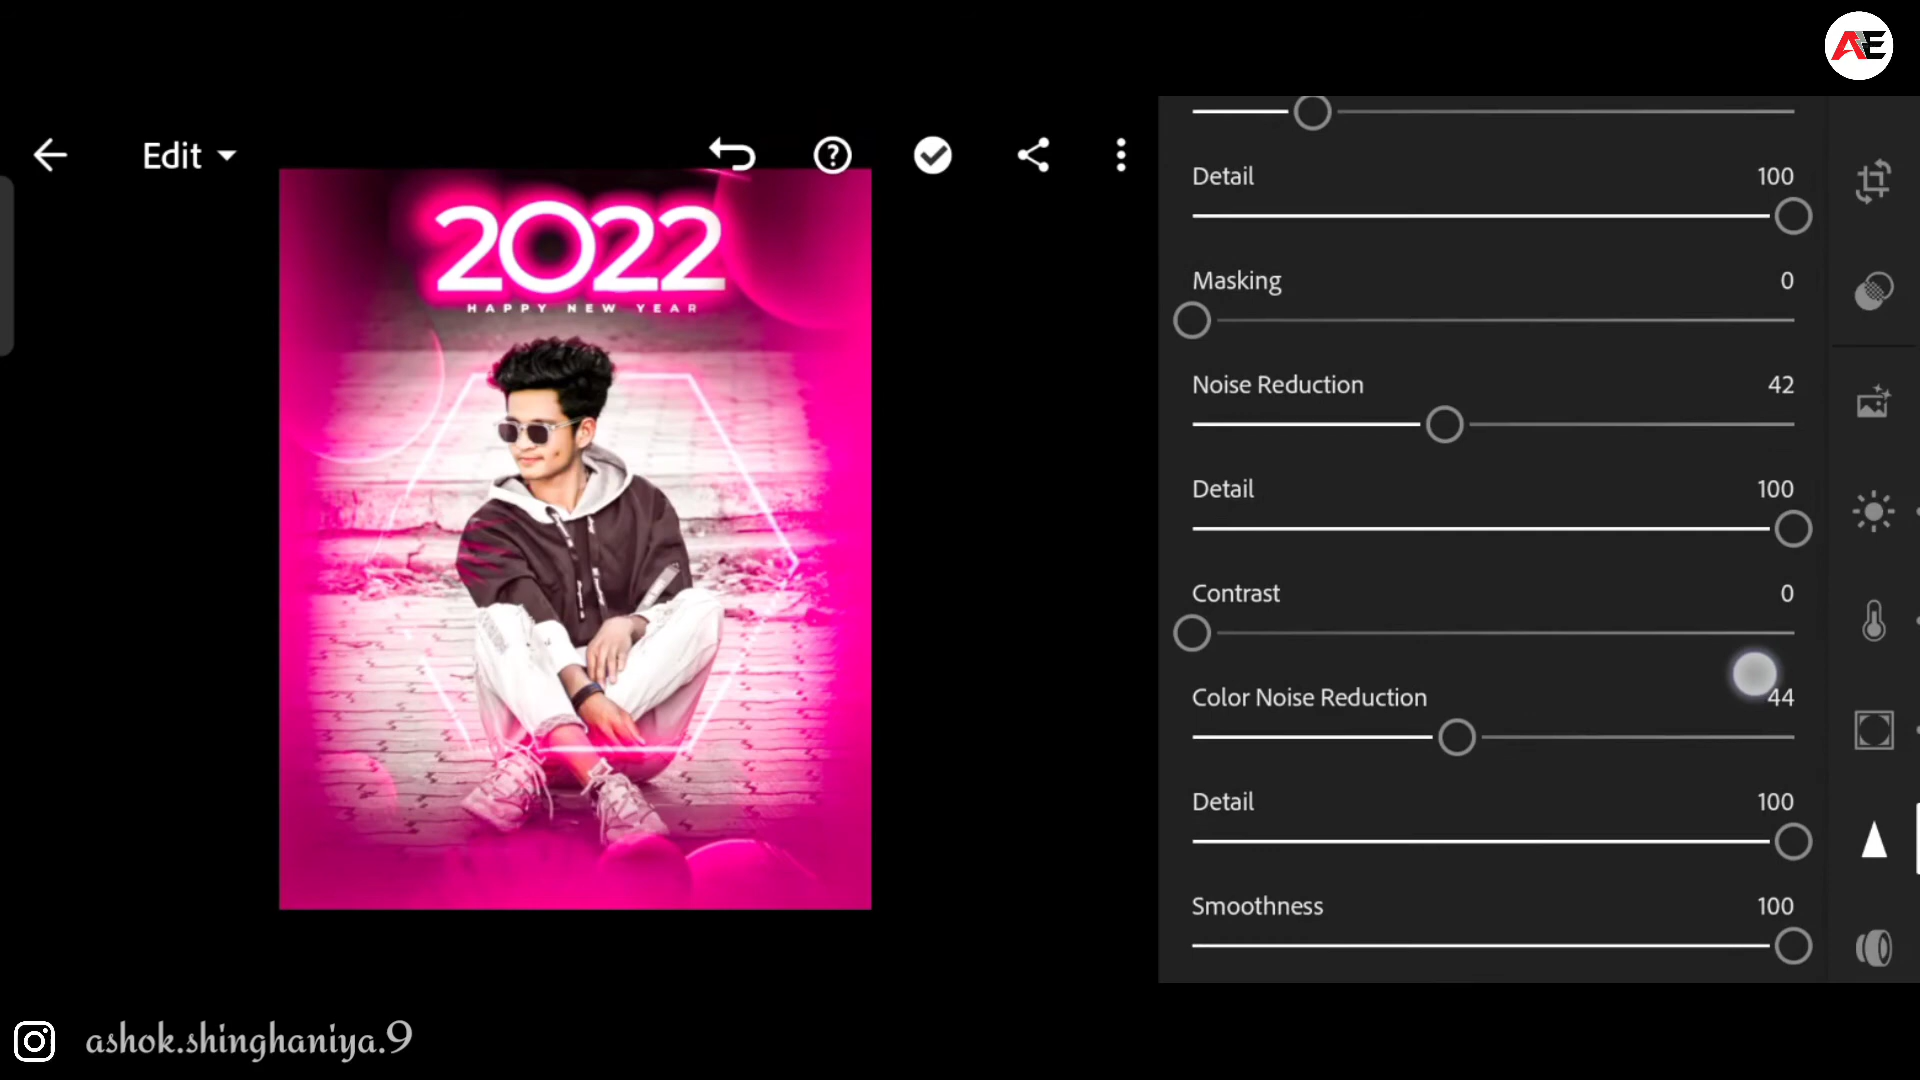 AE
Edit
2022
HAPPY NEW YEAR
Detail 100
Masking 0
Noise Reduction 42
Detail 100
Contrast 0
Color Noise Reduction 44
Detail 100
Smoothness 100
ashok.shinghaniya.9